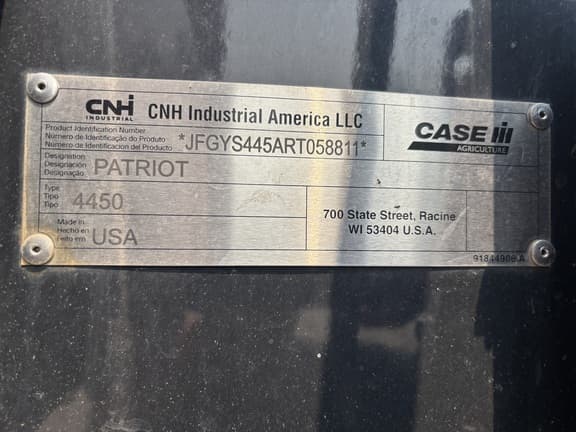 CNH
INDUSTRIAL
CNH Industrial America LLC
Product Identification Number
Número de Identificação do Produto
Número de Identificacion del Producto
*JFGYS445ART058811*
CASE IH
AGRICULTURE
Designation
Designación
Designação
PATRIOT
Type
Tipo
Tipo
4450
Made in
Hecho en
Feito em
USA
700 State Street, Racine
WI 53404 U.S.A.